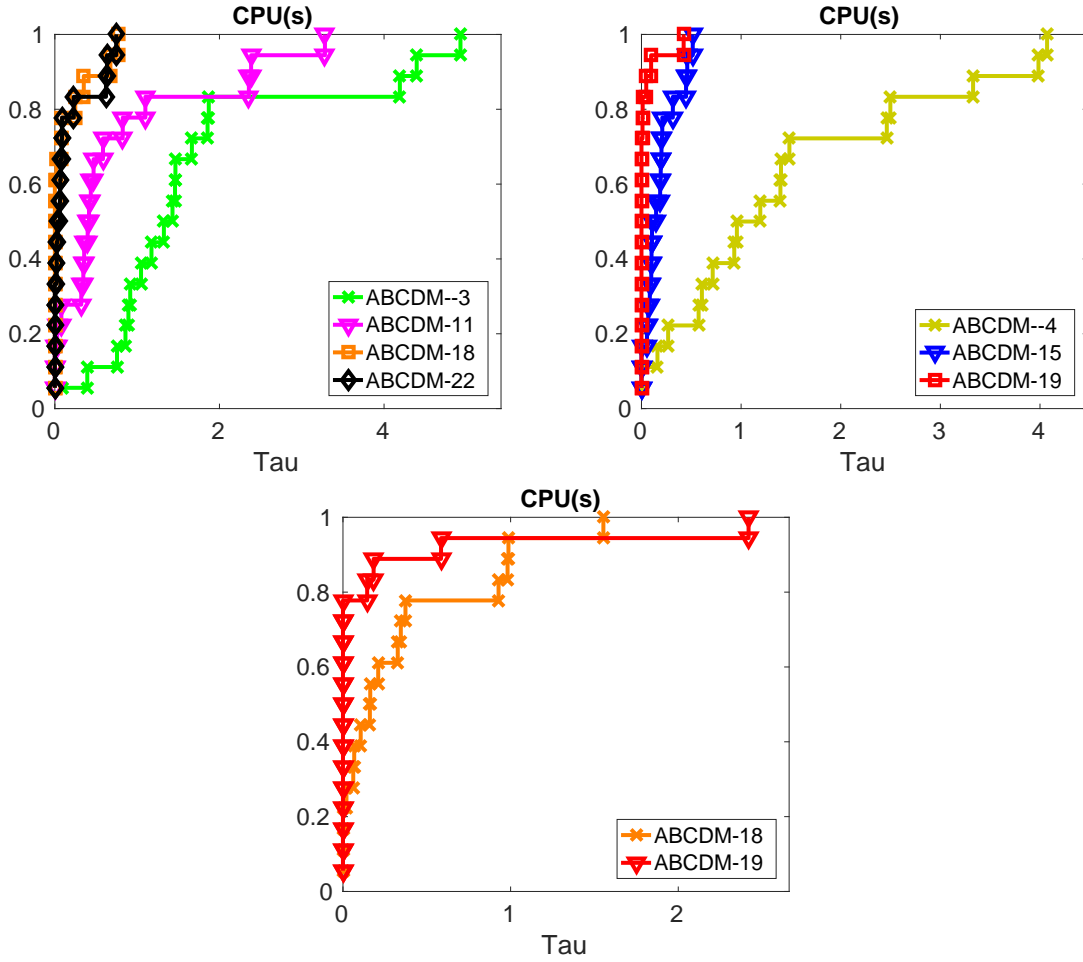 CPU(s)
1
0.8
0.6
0.4
0.2
0
0
2
4
Tau
ABCDM--3
ABCDM-11
ABCDM-18
ABCDM-22
CPU(s)
1
0.8
0.6
0.4
0.2
0
0
1
2
3
4
Tau
ABCDM--4
ABCDM-15
ABCDM-19
CPU(s)
1
0.8
0.6
0.4
0.2
0
0
1
2
Tau
ABCDM-18
ABCDM-19